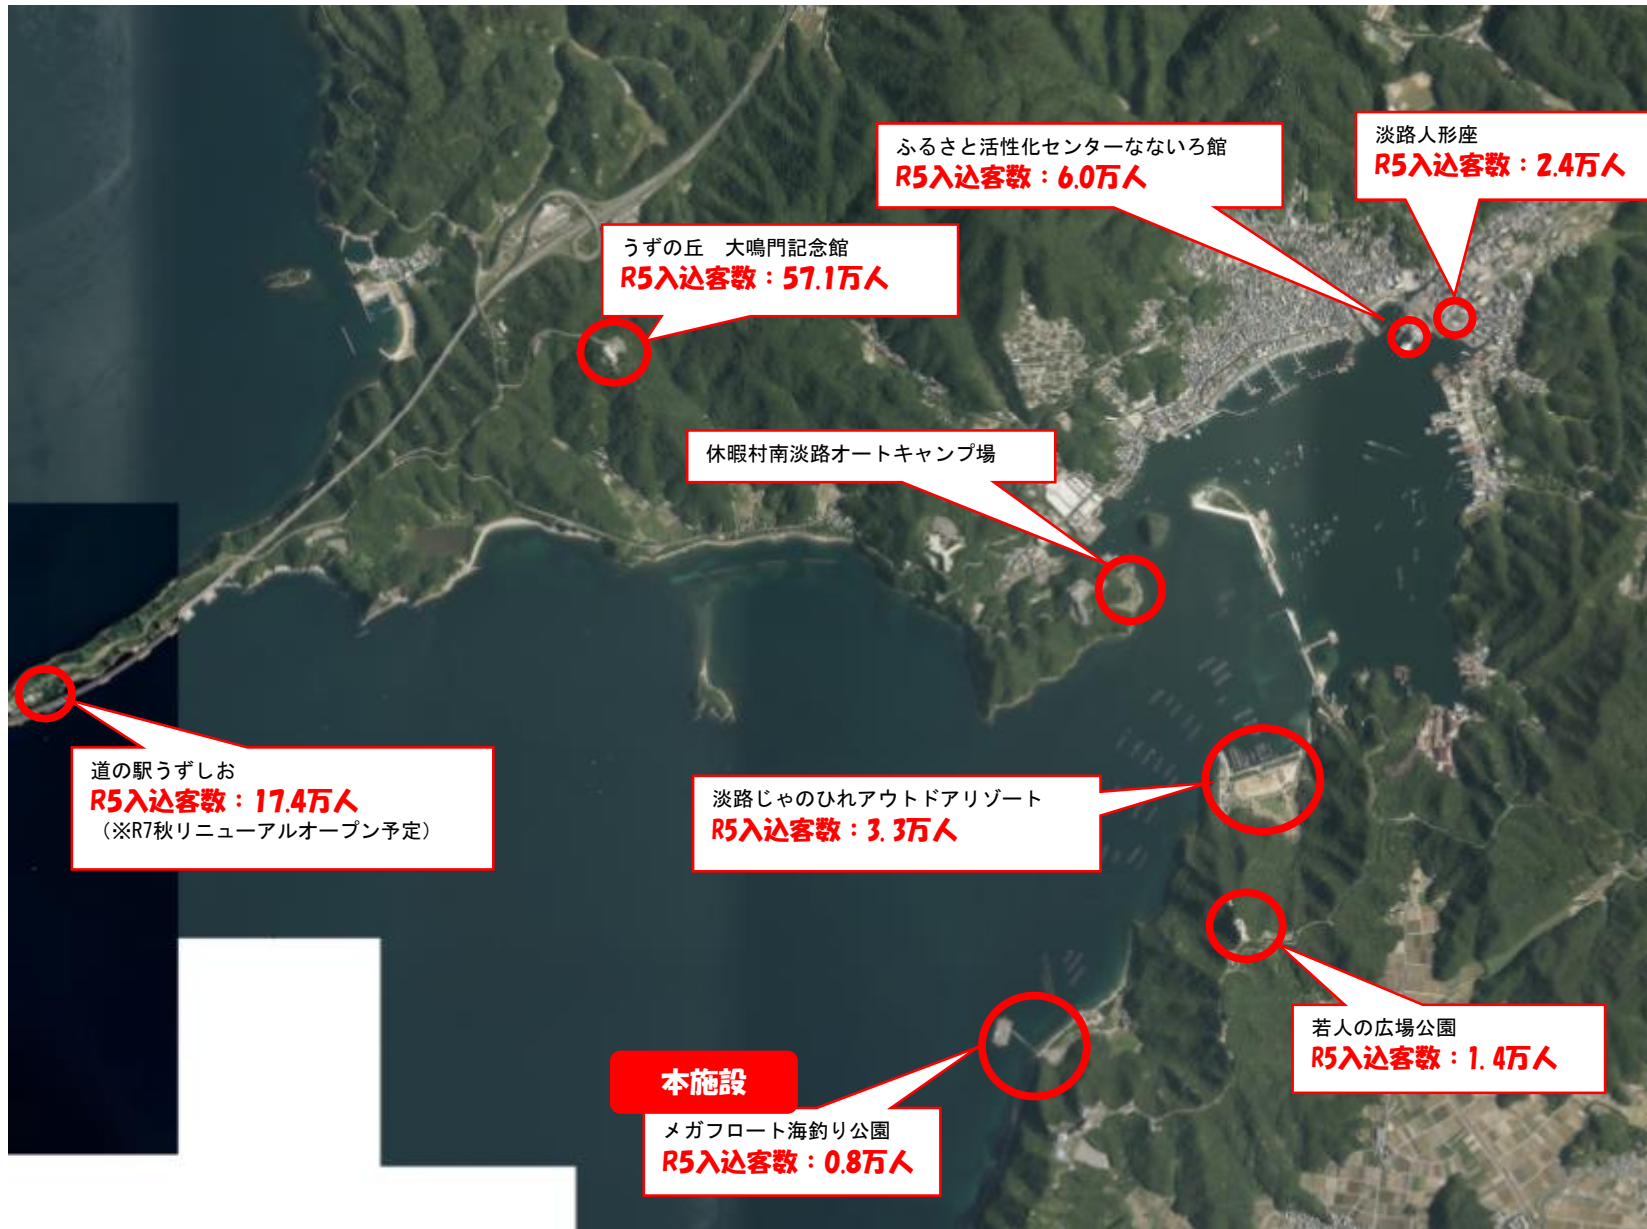 淡路人形座
R5入込客数：2.4万人
ふるさと活性化センターなないろ館
R5入込客数：6.0万人
うずの丘　大鳴門記念館
R5入込客数：57.1万人
休暇村南淡路オートキャンプ場
道の駅うずしお
R5入込客数：17.4万人
（※R7秋リニューアルオープン予定）
淡路じゃのひれアウトドアリゾート
R5入込客数：3.3万人
若人の広場公園
R5入込客数：1.4万人
本施設
メガフロート海釣り公園
R5入込客数：0.8万人